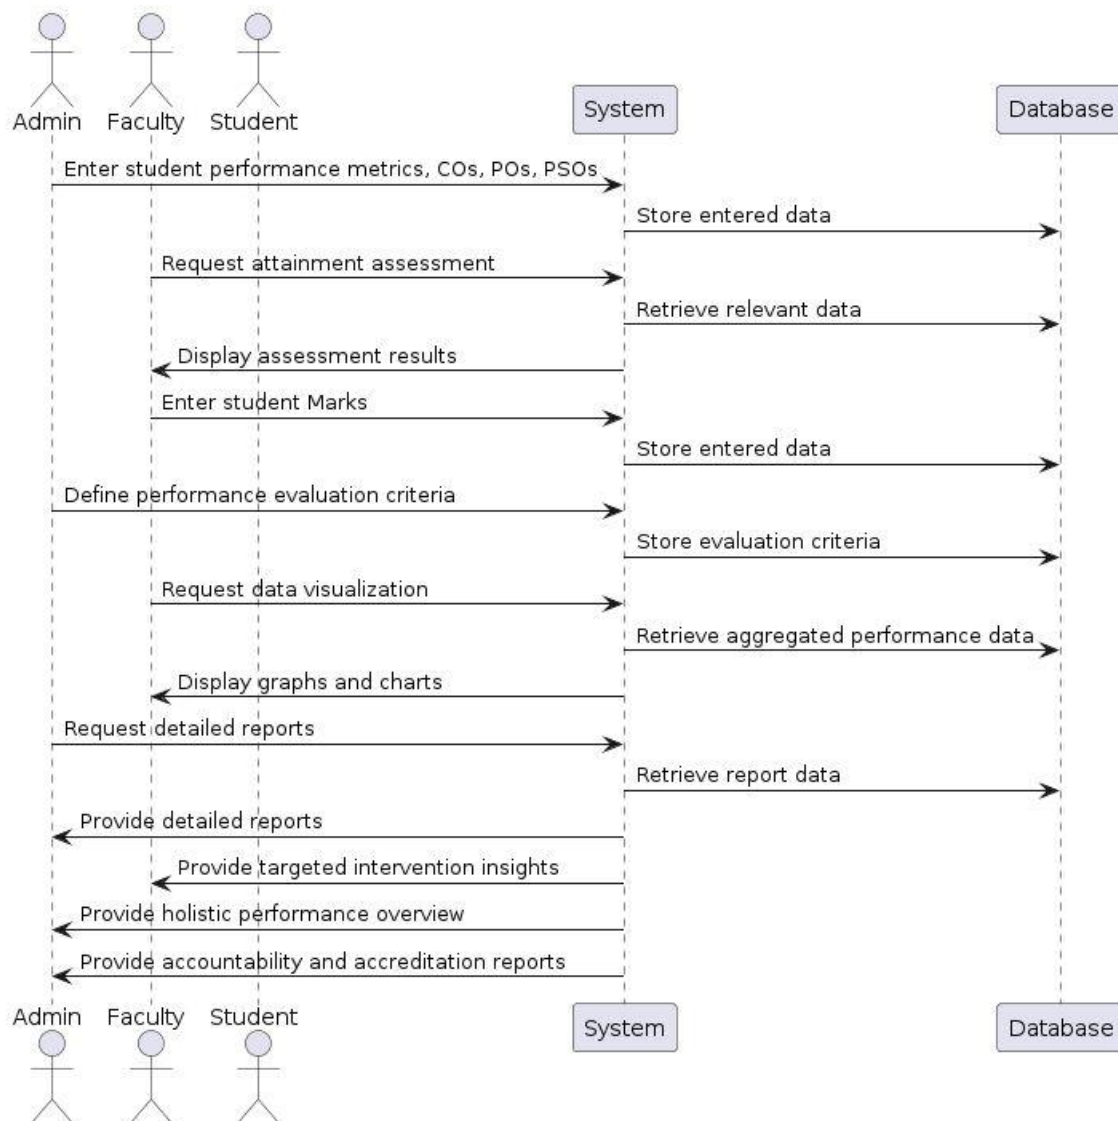 Admin Faculty Student System Database
Enter student performance metrics, COs, POs, PSOs
Store entered data
Request attainment assessment
Retrieve relevant data
Display assessment results
Enter student Marks
Store entered data
Define performance evaluation criteria
Store evaluation criteria
Request data visualization
Retrieve aggregated performance data
Display graphs and charts
Request detailed reports
Retrieve report data
Provide detailed reports
Provide targeted intervention insights
Provide holistic performance overview
Provide accountability and accreditation reports
Admin Faculty Student System Database